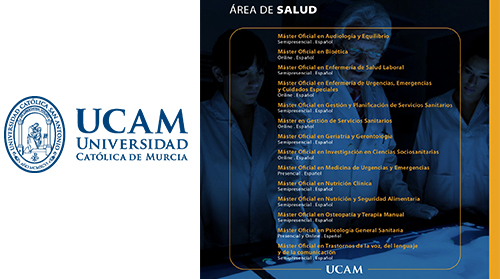 UNIVERSIDAD CATÓLICA SAN ANTONIO
UCAM
UNIVERSIDAD
CATÓLICA DE MURCIA
ÁREA DE SALUD
Máster Oficial en Audiología y Equilibrio
Semipresencial . Español
Máster Oficial en Bioética
Online . Español
Máster Oficial en Enfermería de Salud Laboral
Semipresencial . Español
Máster Oficial en Enfermería de Urgencias, Emergencias
y Cuidados Especiales
Online . Español
Máster Oficial en Gestión y Planificación de Servicios Sanitarios
Semipresencial . Español
Máster en Gestión de Servicios Sanitarios
Online . Español
Máster Oficial en Geriatría y Gerontología
Semipresencial . Español
Máster Oficial en Investigación en Ciencias Sociosanitarias
Online . Español
Máster Oficial en Medicina de Urgencias y Emergencias
Presencial . Español
Máster Oficial en Nutrición Clínica
Semipresencial . Español
Máster Oficial en Nutrición y Seguridad Alimentaria
Semipresencial . Español
Máster Oficial en Osteopatía y Terapia Manual
Semipresencial . Español
Máster Oficial en Psicología General Sanitaria
Presencial y Online . Español
Máster Oficial en Trastornos de la voz, del lenguaje
y de la comunicación
Semipresencial . Español
UCAM